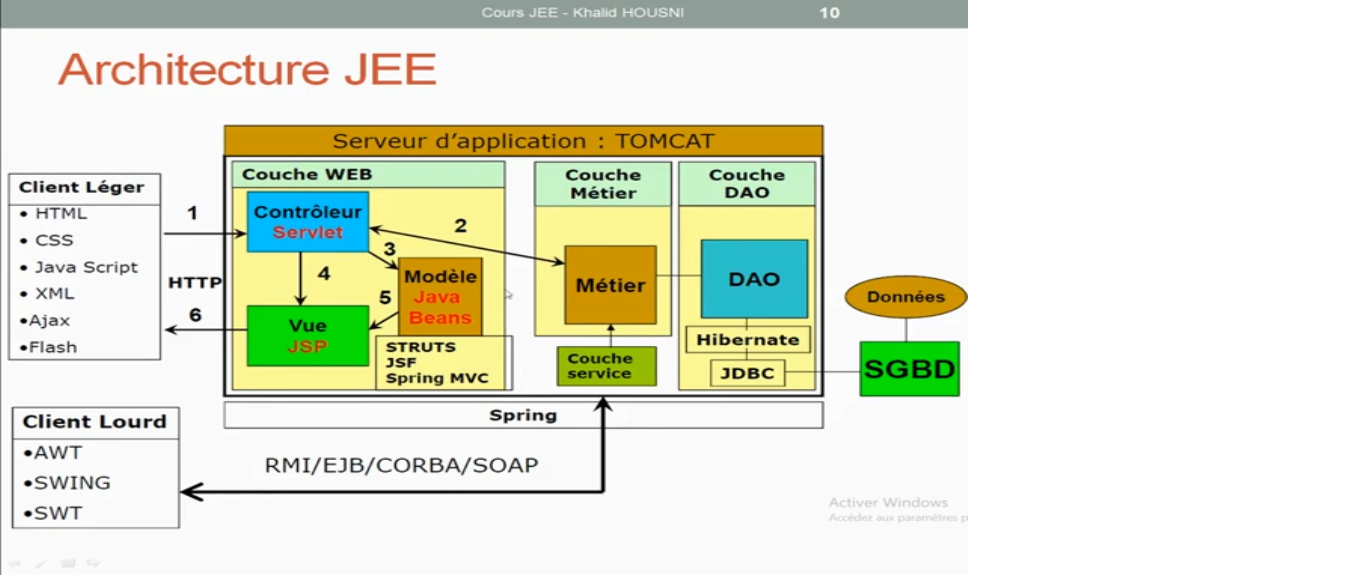 Cours JEE - Khalid HOUSNI
10
Architecture JEE
Serveur d'application : TOMCAT
Client Léger
• HTML
• CSS
• Java Script
• XML
•Ajax
•Flash
1
HTTP
6
Couche WEB
Contrôleur
Servlet
2
3
4
5
Modèle
Java
Beans
Vue
JSP
STRUTS
JSF
Spring MVC
Couche
Métier
Métier
Couche
service
Couche
DAO
DAO
Hibernate
JDBC
Données
SGBD
Spring
Client Lourd
•AWT
•SWING
•SWT
RMI/EJB/CORBA/SOAP
Activer Windows
Accédez aux paramètres p